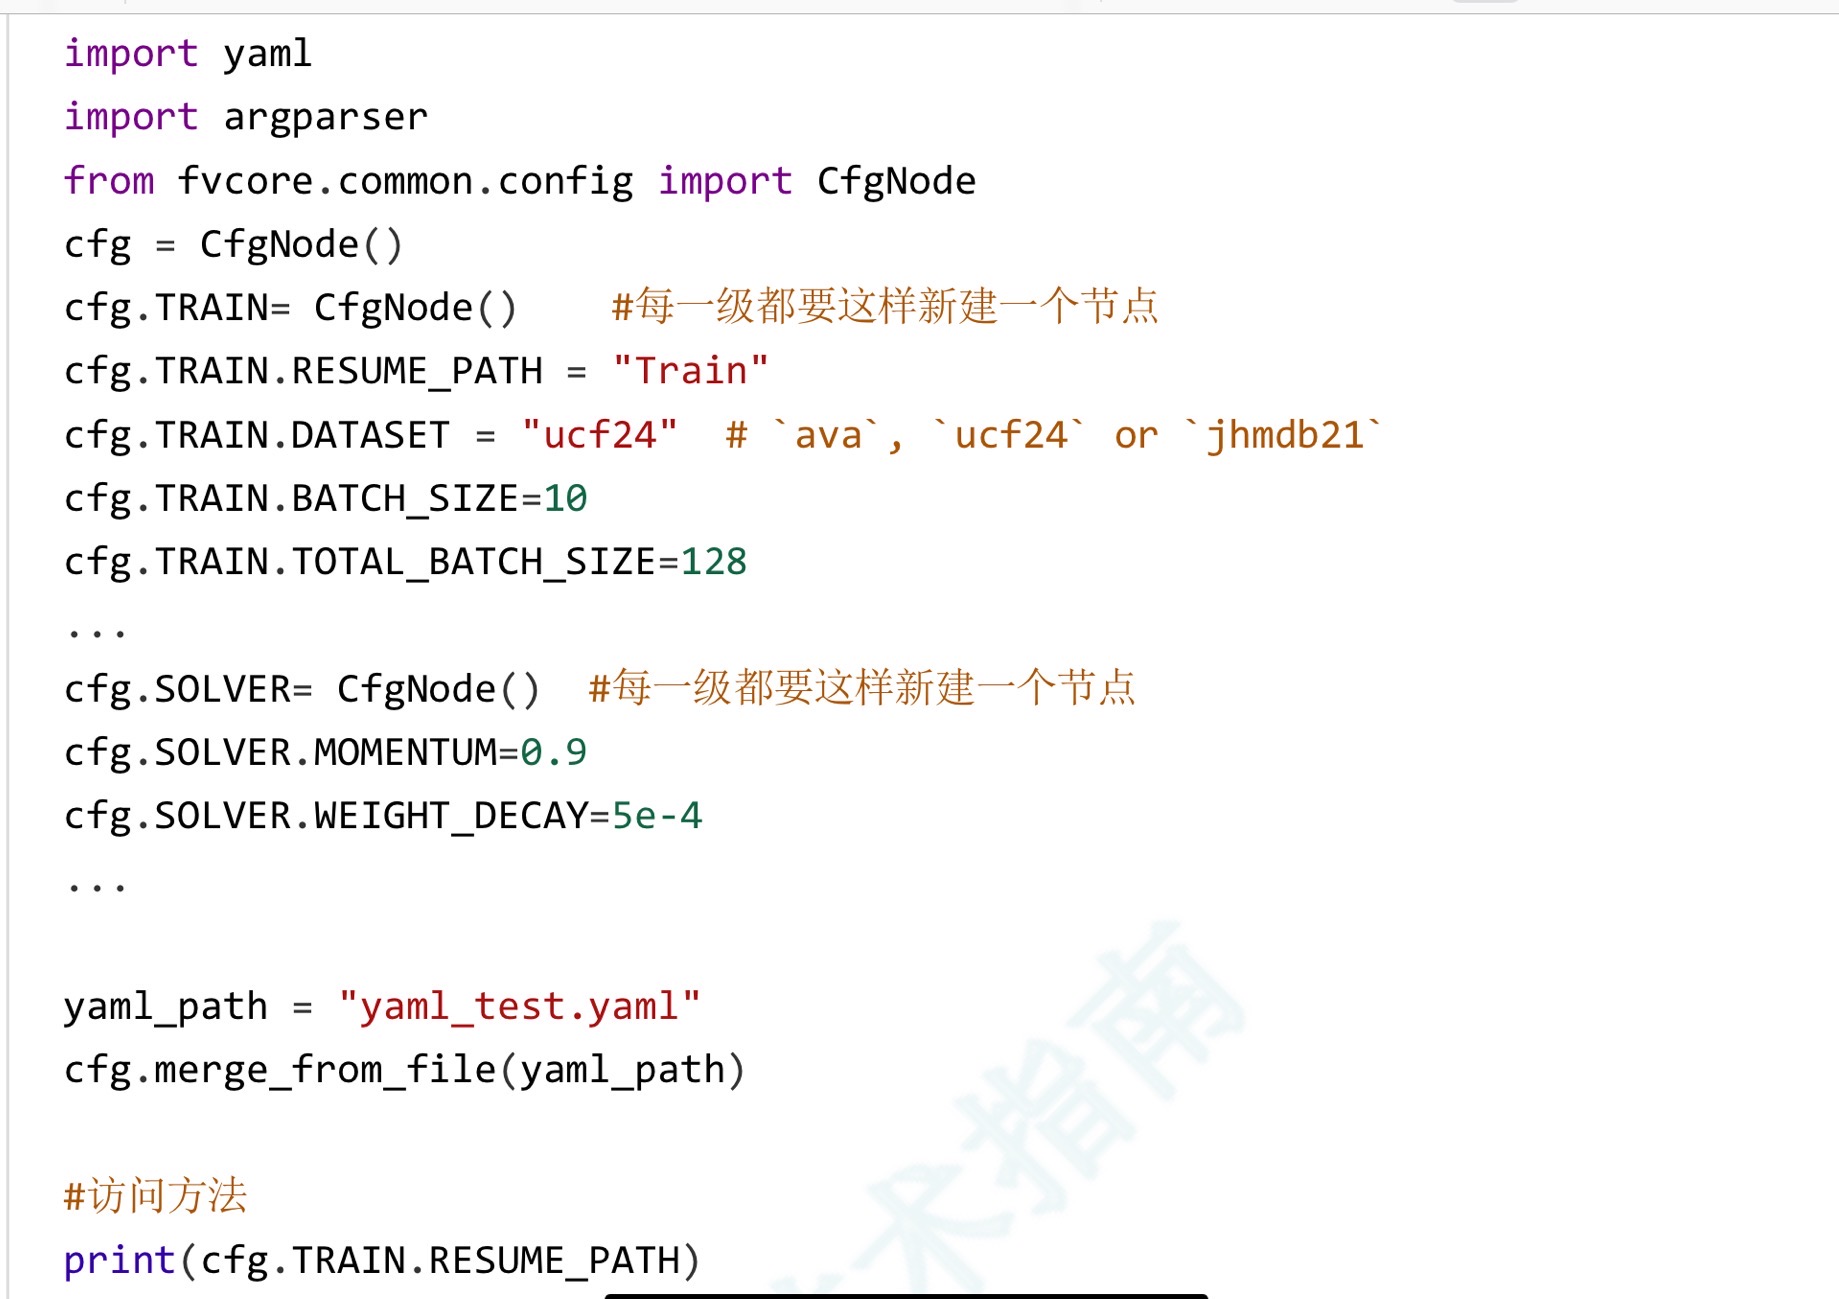 import yaml
import argparser
from fvcore.common.config import CfgNode
cfg = CfgNode()
cfg.TRAIN= CfgNode()    #每一级都要这样新建一个节点
cfg.TRAIN.RESUME_PATH = "Train"
cfg.TRAIN.DATASET = "ucf24"  # `ava`, `ucf24` or `jhmdb21`
cfg.TRAIN.BATCH_SIZE=10
cfg.TRAIN.TOTAL_BATCH_SIZE=128
...
cfg.SOLVER= CfgNode()  #每一级都要这样新建一个节点
cfg.SOLVER.MOMENTUM=0.9
cfg.SOLVER.WEIGHT_DECAY=5e-4
...
yaml_path = "yaml_test.yaml"
cfg.merge_from_file(yaml_path)
#访问方法
print(cfg.TRAIN.RESUME_PATH)
术指南